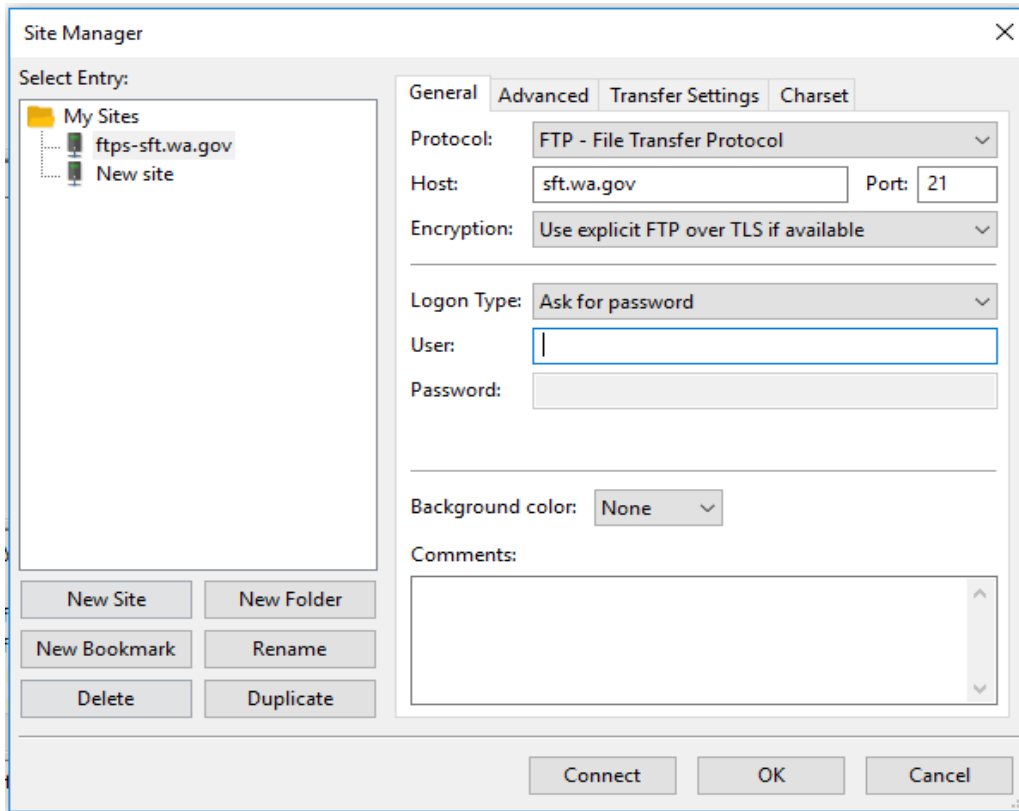 Site Manager
Select Entry:
My Sites
ftps-sft.wa.gov
New site
New Site
New Folder
New Bookmark
Rename
Delete
Duplicate
General
Advanced
Transfer Settings
Charset
Protocol:
FTP - File Transfer Protocol
Host:
sft.wa.gov
Port:
21
Encryption:
Use explicit FTP over TLS if available
Logon Type:
Ask for password
User:
Password:
Background color:
None
Comments:
Connect
OK
Cancel